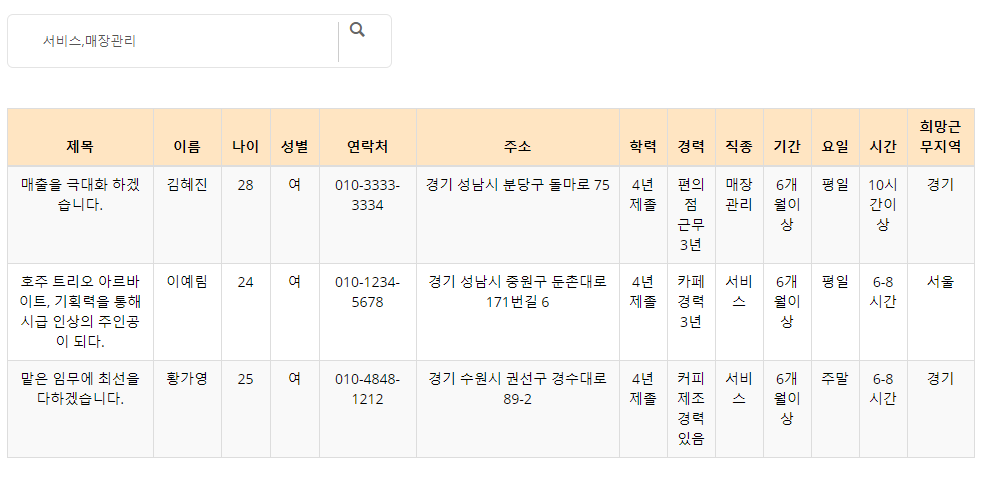 서비스,매장관리
제목 이름 나이 성별 연락처 주소 학력 경력 직종 기간 요일 시간 희망근
무지역
매출을 극대화 하겠 김혜진 28 여 010-3333- 경기 성남시 분당구 돌마로 75 4년 편의 매장 6개 평일 10시 경기
습니다. 3334 제졸 점 관리 월이 간이
근무 상 상
3년
호주 트리오 아르바 이예림 24 여 010-1234- 경기 성남시 중원구 둔촌대로 4년 카페 서비 6개 평일 6-8 서울
이트, 기획력을 통해 5678 171번길 6 제졸 경력 스 월이 시간
시급 인상의 주인공 3년 상
이 되다.
맡은 임무에 최선을 황가영 25 여 010-4848- 경기 수원시 권선구 경수대로 4년 커피 서비 6개 주말 6-8 경기
다하겠습니다. 1212 89-2 제졸 제조 스 월이 시간
경력 상
있음